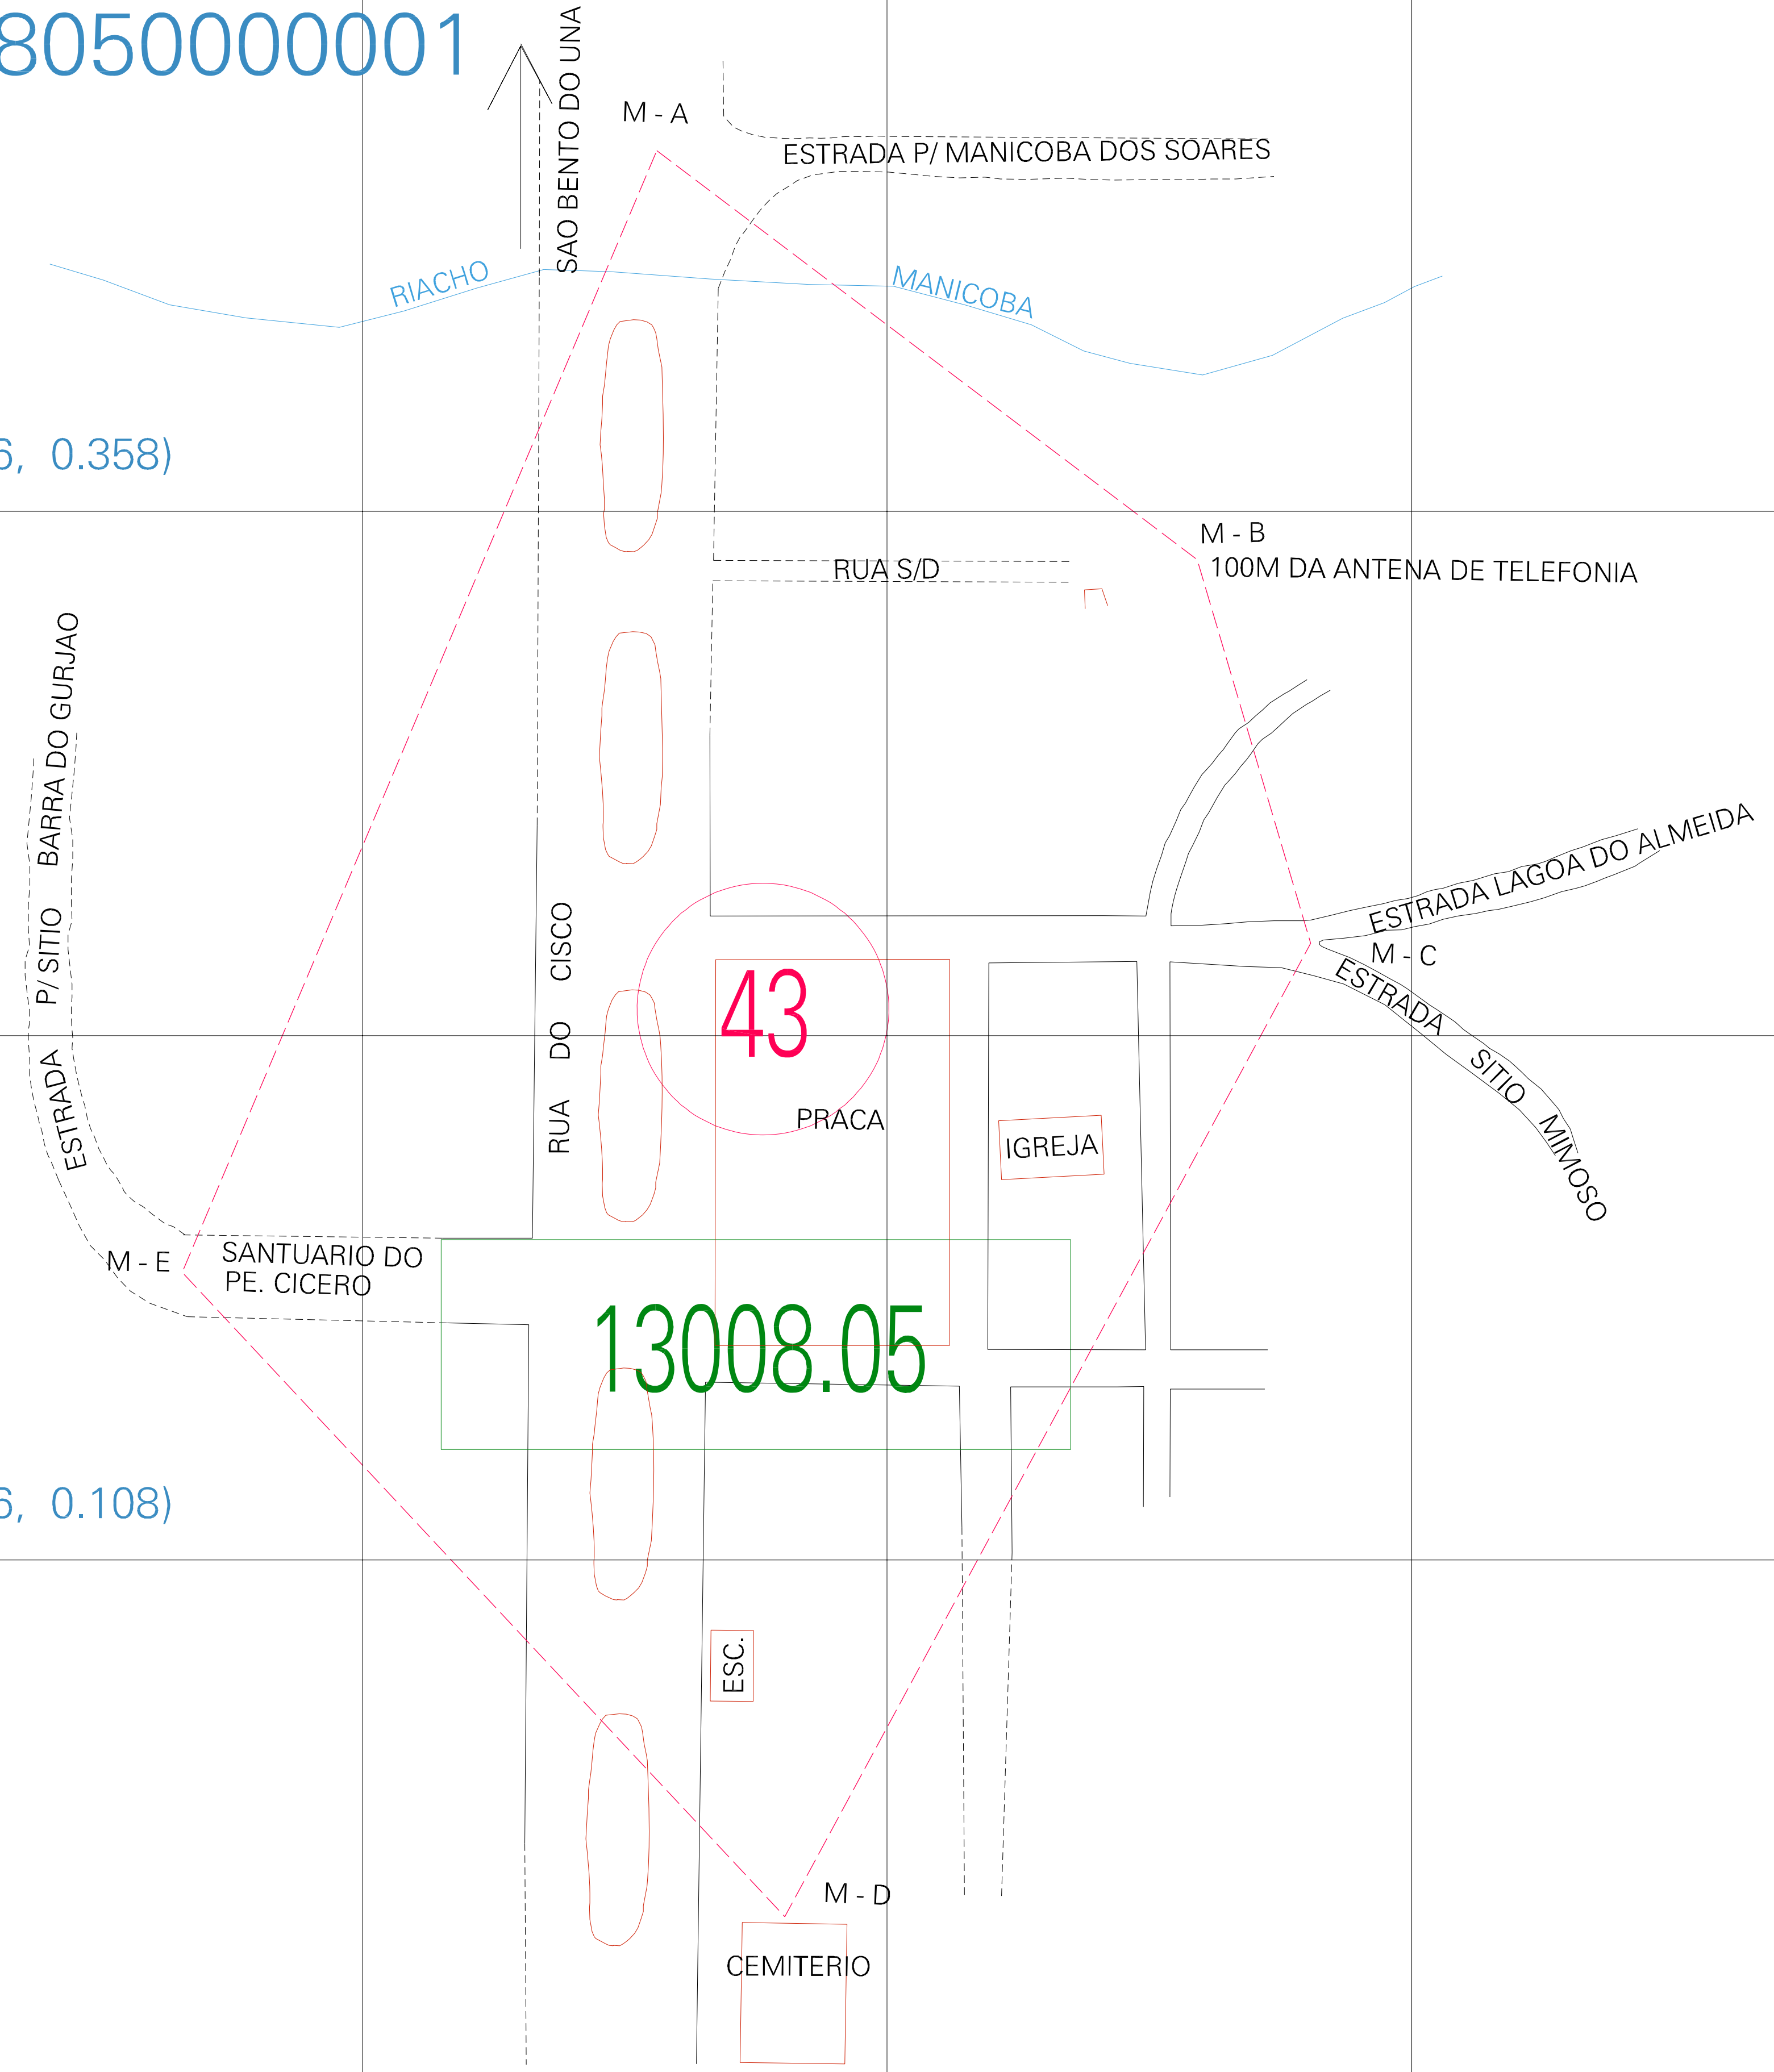 8050000001
SAO BENTO DO UNA
M - A
ESTRADA P/ MANICOBA DOS SOARES
RIACHO
MANICOBA
6, 0.358)
M - B
100M DA ANTENA DE TELEFONIA
RUA S/D
ESTRADA P/ SITIO BARRA DO GURJAO
ESTRADA LAGOA DO ALMEIDA
M - C
ESTRADA SITIO MIMOSO
RUA DO CISCO
43
PRACA
IGREJA
M - E
SANTUARIO DO
PE. CICERO
13008.05
6, 0.108)
ESC.
M - D
CEMITERIO